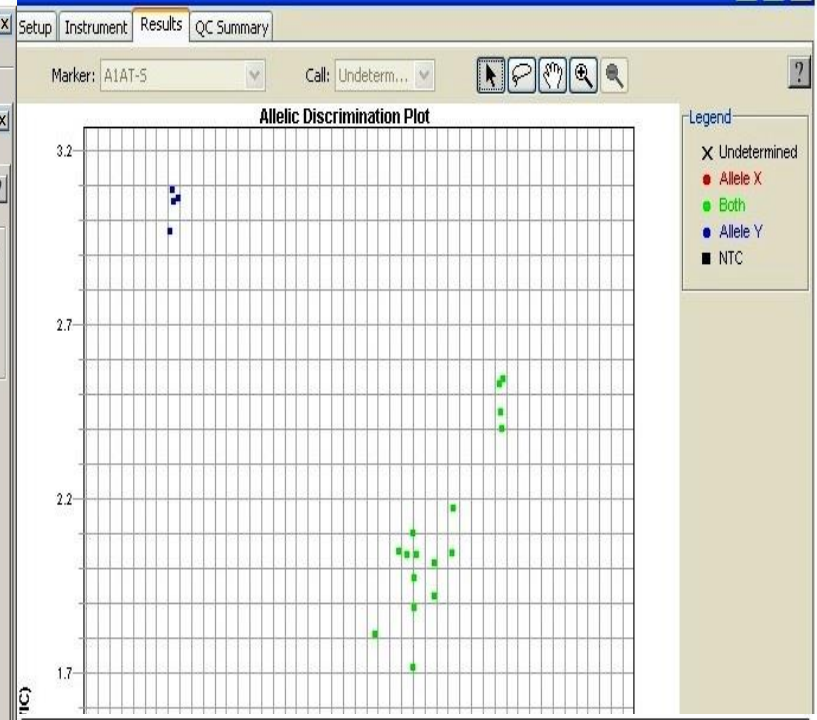 Setup Instrument Results QC Summary
Marker: A1AT-S Call: Undeterm... ?
Allelic Discrimination Plot
Legend
X Undetermined
Allele X
Both
Allele Y
NTC
3.2
2.7
2.2
1.7